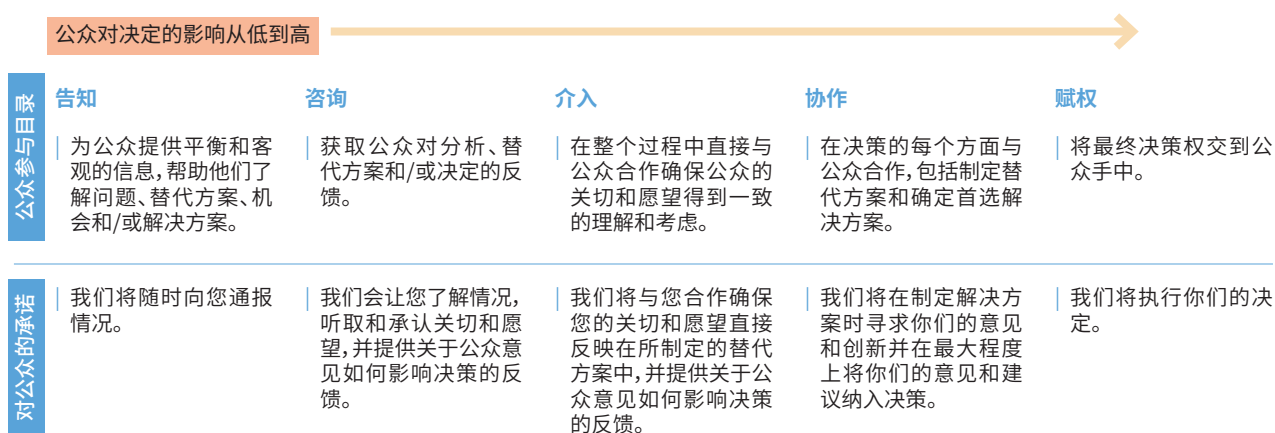 公众对决定的影响从低到高
公众参与目录
告知
为公众提供平衡和客
观的信息,帮助他们了
解问题、替代方案、机
会和/或解决方案。
咨询
获取公众对分析、替
代方案和/或决定的反
馈。
介入
在整个过程中直接与
公众合作确保公众的
关切和愿望得到一致
的理解和考虑。
协作
在决策的每个方面与
公众合作,包括制定替
代方案和确定首选解
决方案。
赋权
将最终决策权交到公
众手中。
对公众的承诺
我们将随时向您通报
情况。
我们会让您了解情况,
听取和承认关切和愿
望,并提供关于公众意
见如何影响决策的反
馈。
我们将与您合作确保
您的关切和愿望直接
反映在所制定的替代
方案中,并提供关于公
众意见如何影响决策
的反馈。
我们将在制定解决方
案时寻求你们的意见
和创新并在最大程度
上将你们的意见和建
议纳入决策。
我们将执行你们的决
定。